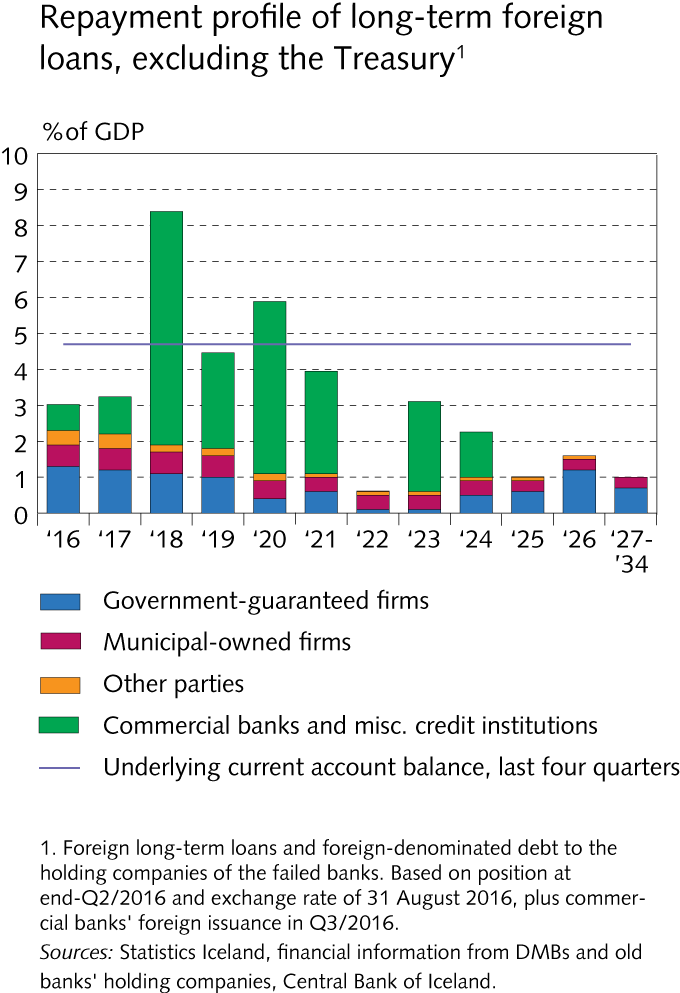 Repayment profile of long-term foreign
loans, excluding the Treasury¹
% of GDP
10
9
8
7
6
5
4
3
2
1
0
‘16 ‘17 ‘18 ‘19 ‘20 ‘21 ‘22 ‘23 ‘24 ‘25 ‘26 ‘27-
’34
Government-guaranteed firms
Municipal-owned firms
Other parties
Commercial banks and misc. credit institutions
Underlying current account balance, last four quarters
1. Foreign long-term loans and foreign-denominated debt to the
holding companies of the failed banks. Based on position at
end-Q2/2016 and exchange rate of 31 August 2016, plus commer-
cial banks' foreign issuance in Q3/2016.
Sources: Statistics Iceland, financial information from DMBs and old
banks' holding companies, Central Bank of Iceland.